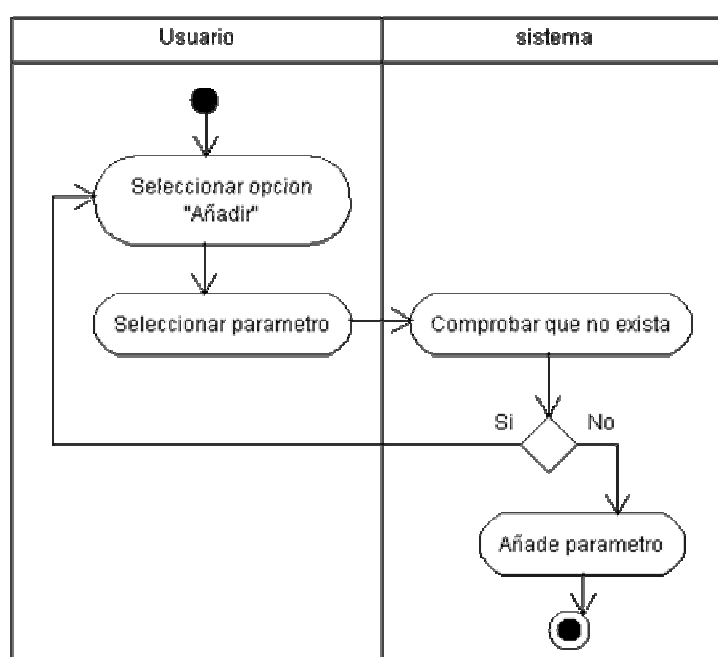 Usuario
sistema
Seleccionar opcion
"Añadir"
Seleccionar parametro
Comprobar que no exista
Si
No
Añade parametro